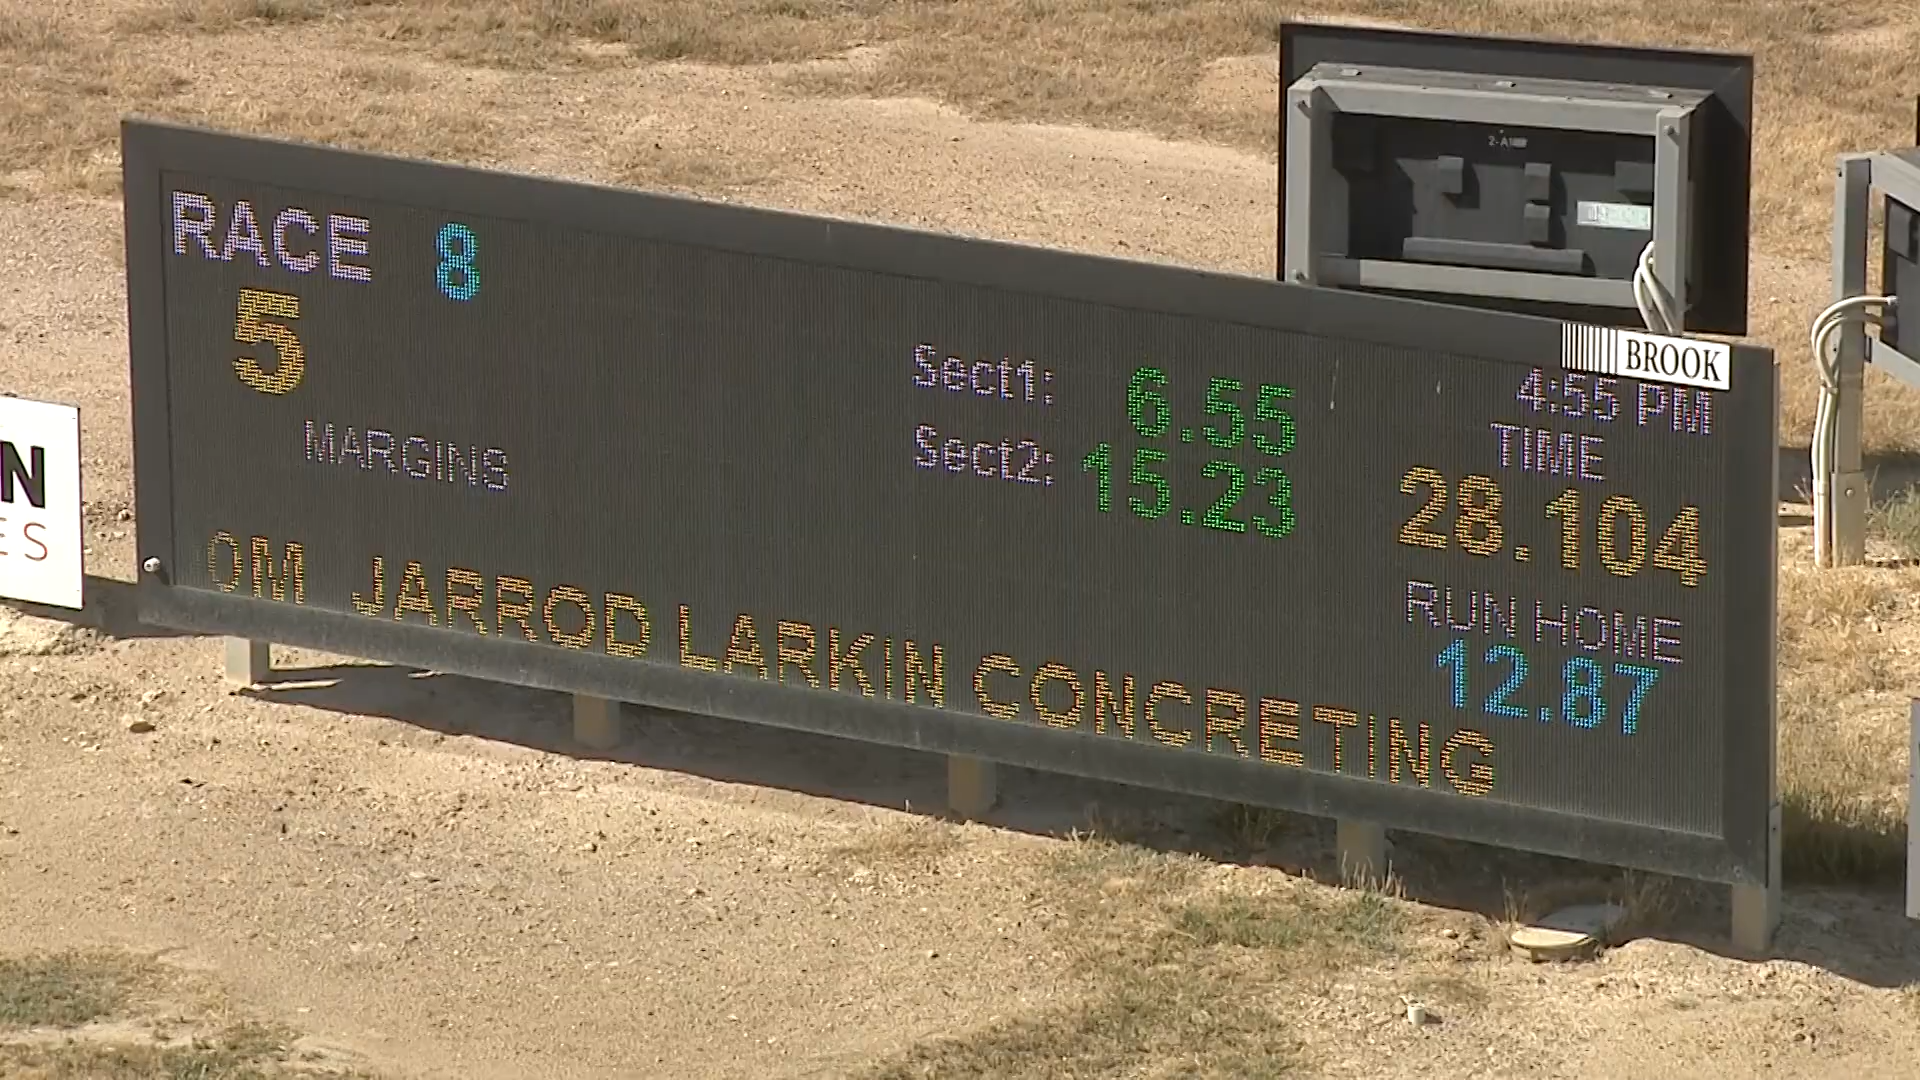 RACE 8
5
MARGINS
Sect1: 6.55
Sect2: 15.23
BROOK
4:55 PM
TIME
28.104
RUN HOME
12.87
OM JARROD LARKIN CONCRETING
N
ES